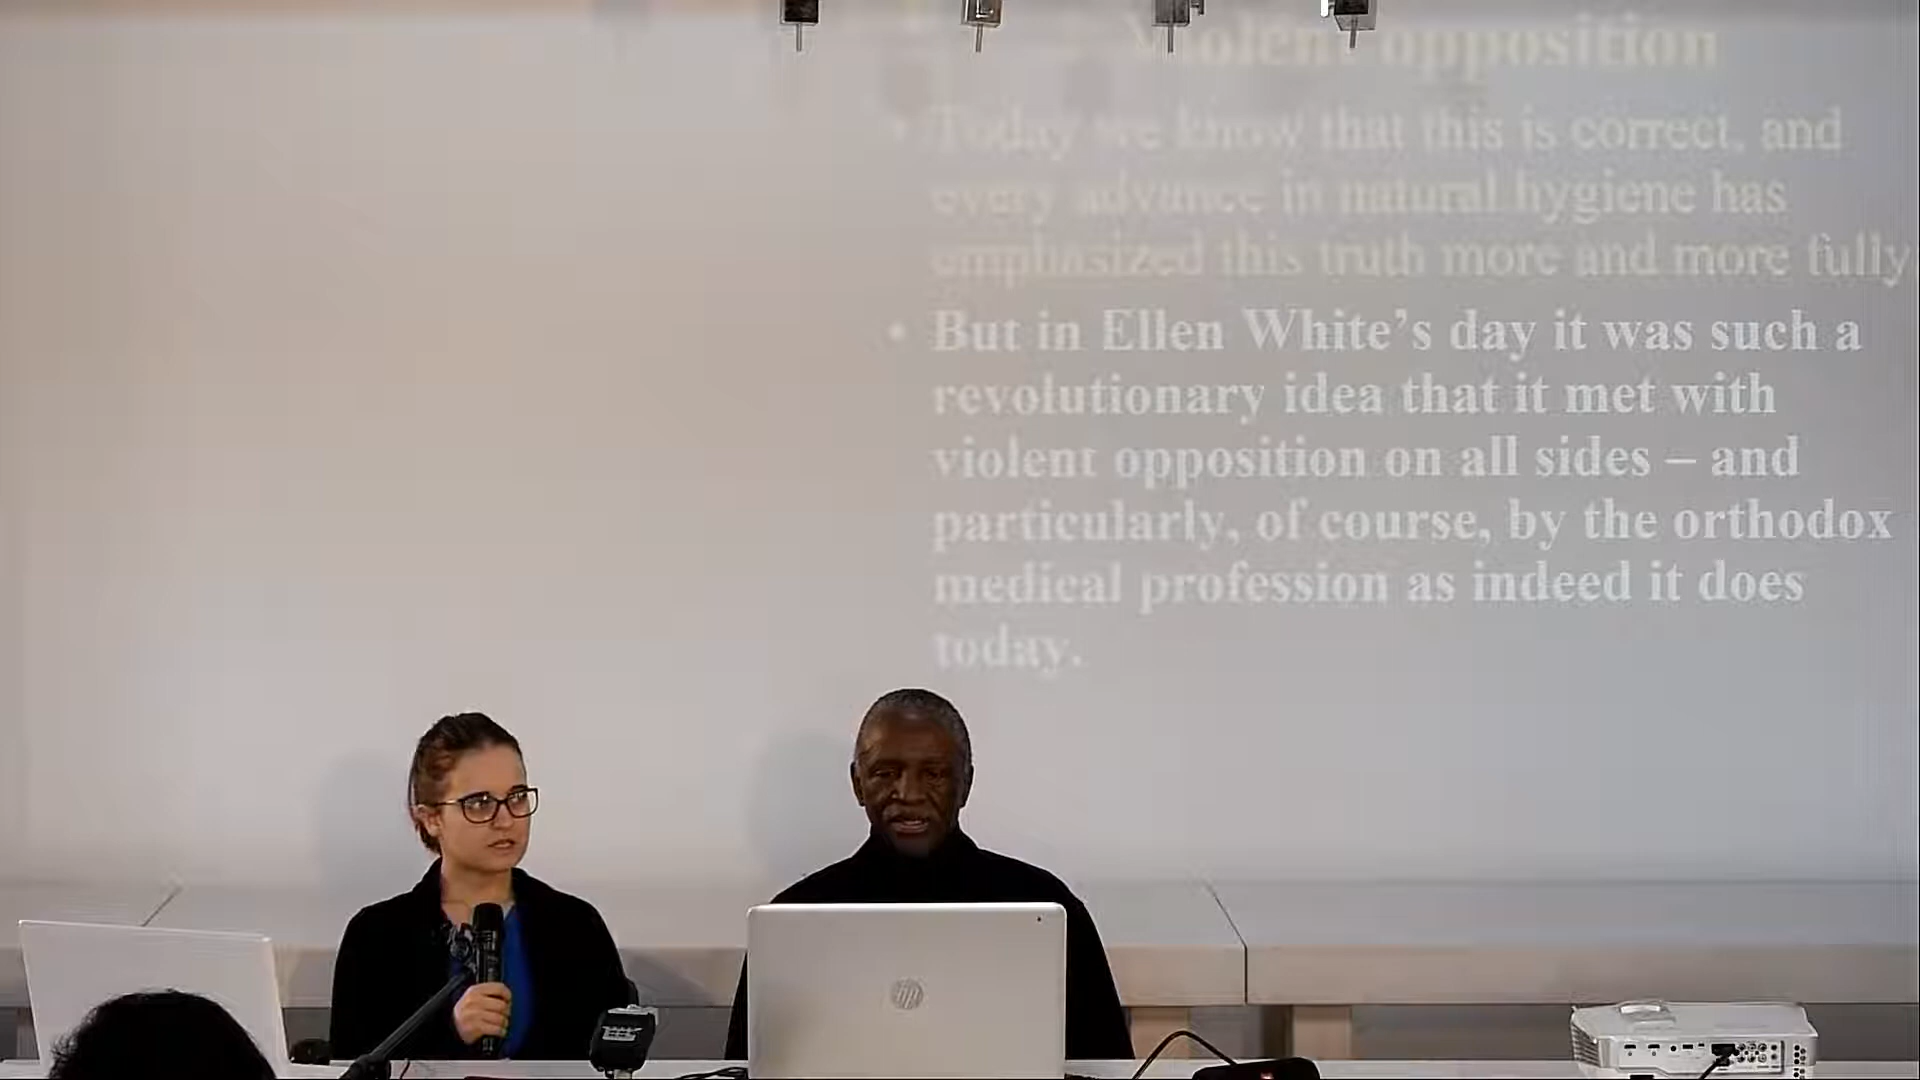 Violent opposition
• Today we know that this is correct, and
every advance in natural hygiene has
emphasized this truth more and more fully
• But in Ellen White’s day it was such a
revolutionary idea that it met with
violent opposition on all sides – and
particularly, of course, by the orthodox
medical profession as indeed it does
today.
hp